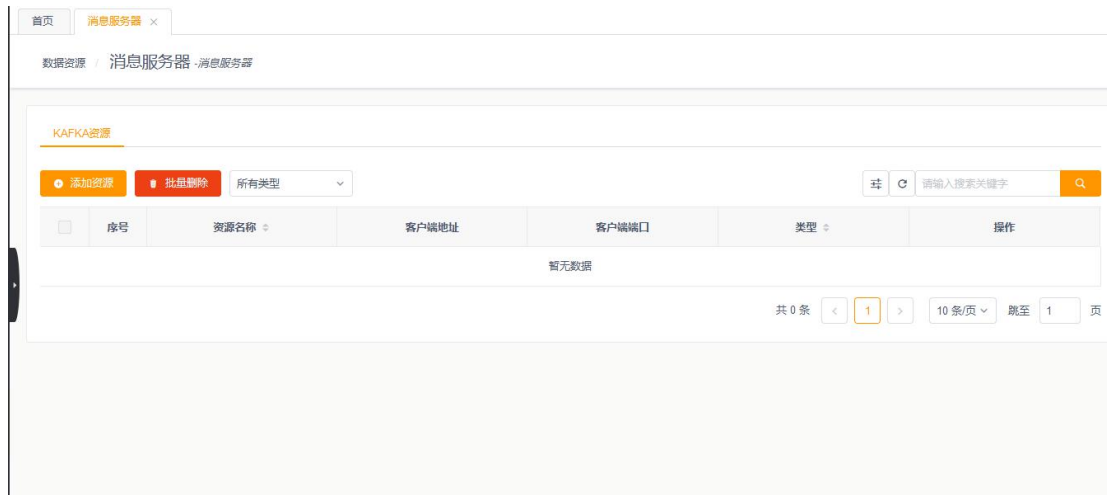 首页 消息服务器
数据资源 / 消息服务器 -消息服务器
KAFKA资源
添加资源 批量删除 所有类型 请输入搜索关键字
序号 资源名称 客户端地址 客户端端口 类型 操作
暂无数据
共 0 条 1 10 条/页 跳至 1 页